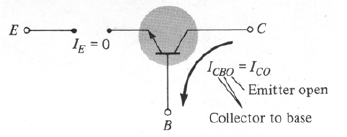 E
I_E = 0
C
I_CBO = I_CO
Emitter open
Collector to base
B